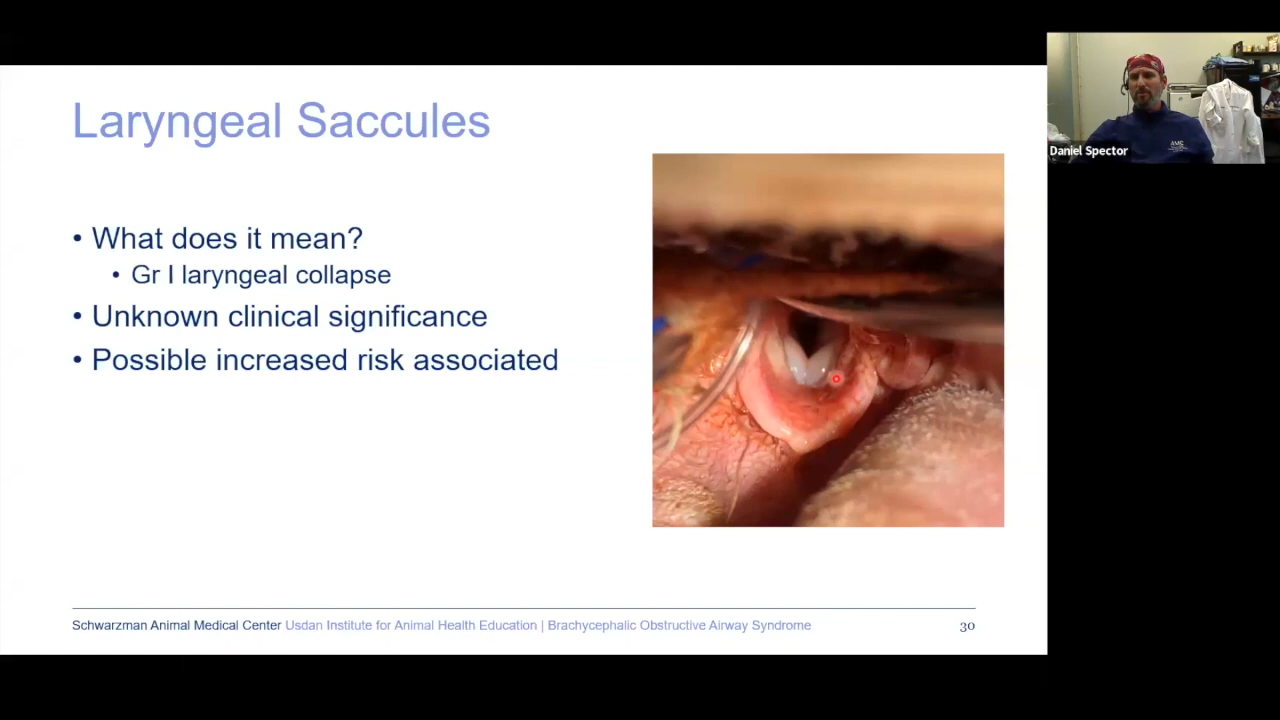 Laryngeal Saccules
• What does it mean?
• Gr I laryngeal collapse
• Unknown clinical significance
• Possible increased risk associated
Schwarzman Animal Medical Center Usdan Institute for Animal Health Education | Brachycephalic Obstructive Airway Syndrome
30
Daniel Spector
AMC